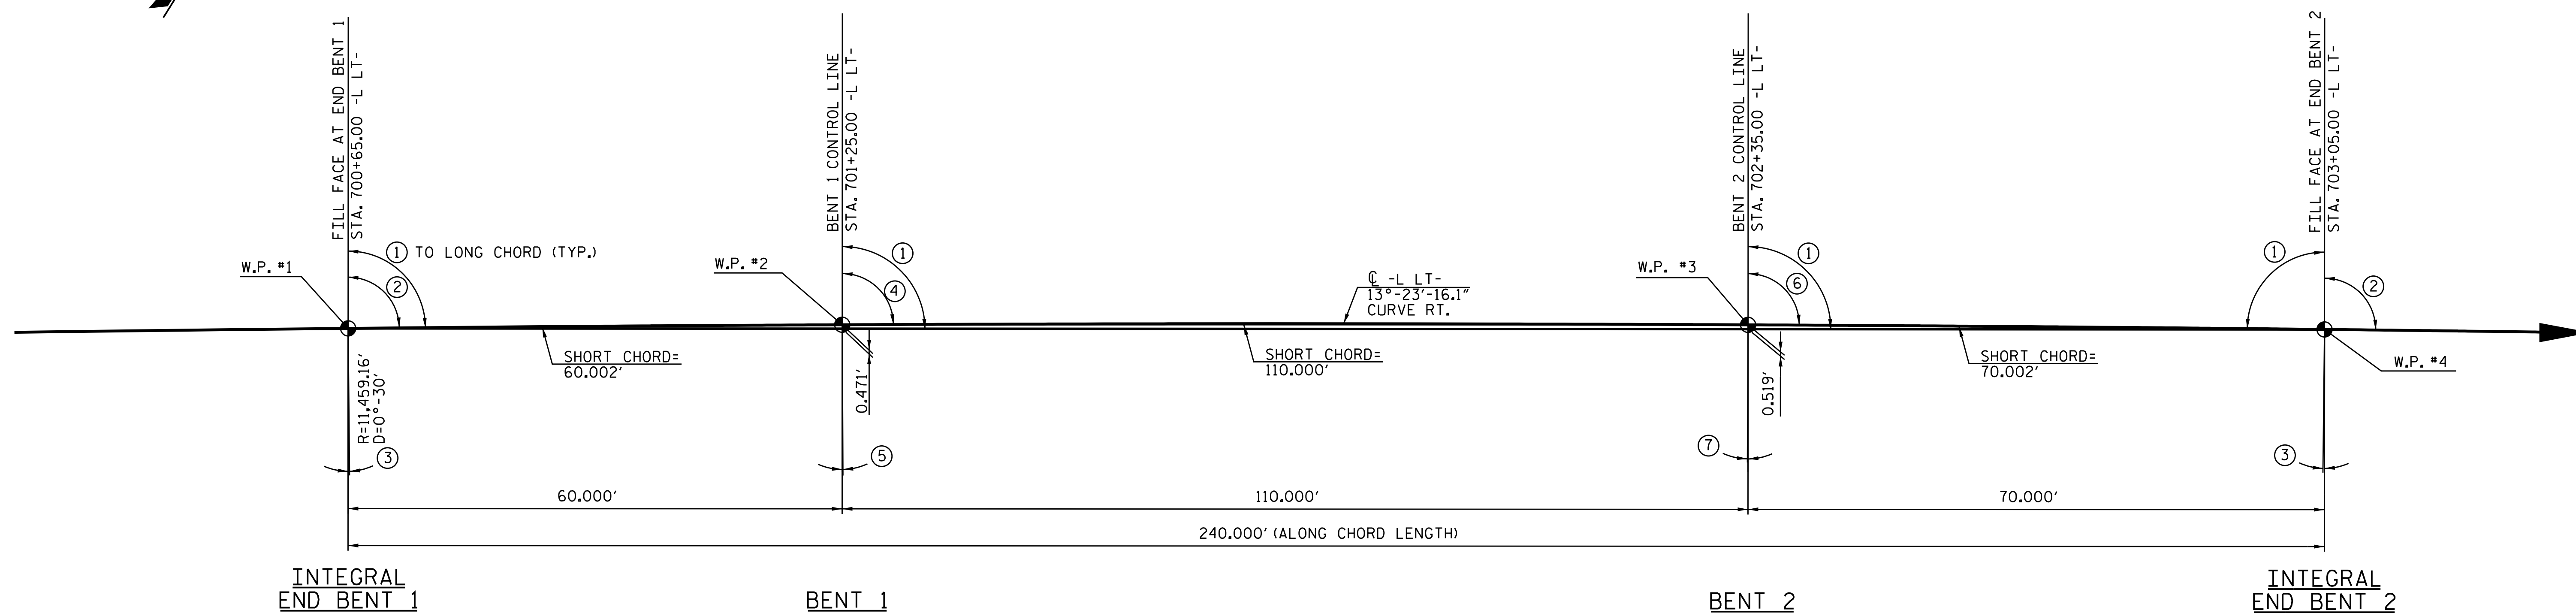 FILL FACE AT END BENT 1
STA. 700+65.00 -L LT-
BENT 1 CONTROL LINE
STA. 701+25.00 -L LT-
BENT 2 CONTROL LINE
STA. 702+35.00 -L LT-
FILL FACE AT END BENT 2
STA. 703+05.00 -L LT-
1 TO LONG CHORD (TYP.)
1
1
1
W.P. #1
W.P. #2
W.P. #3
2
4
6
2
℄ -L LT-
13°-23'-16.1"
CURVE RT.
SHORT CHORD=
60.002'
SHORT CHORD=
110.000'
SHORT CHORD=
70.002'
W.P. #4
R=11,459.16'
D=0°-30'
0.471'
0.519'
3
5
7
3
60.000'
110.000'
70.000'
240.000' (ALONG CHORD LENGTH)
INTEGRAL
END BENT 1
BENT 1
BENT 2
INTEGRAL
END BENT 2